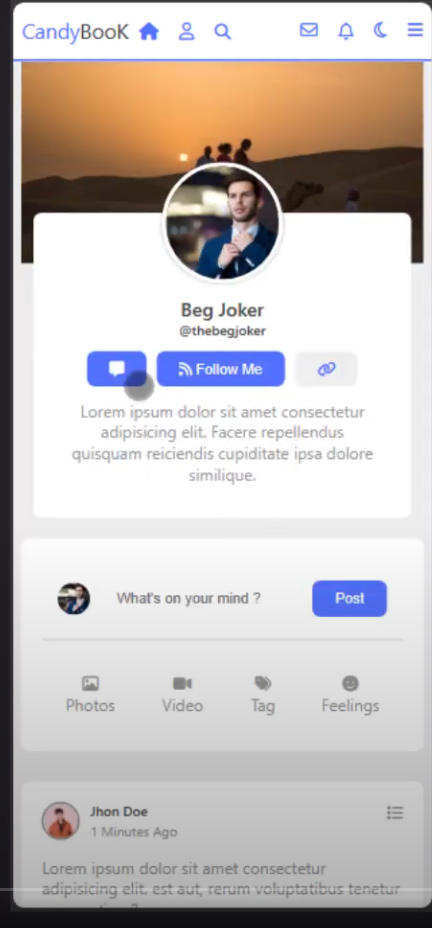 CandyBooK
Beg Joker
@thebegjoker
Follow Me
Lorem ipsum dolor sit amet consectetur
adipisicing elit. Facere repellendus
quisquam reiciendis cupiditate ipsa dolore
similique.
What's on your mind ?
Post
Photos
Video
Tag
Feelings
Jhon Doe
1 Minutes Ago
Lorem ipsum dolor sit amet consectetur
adipisicing elit. est aut, rerum voluptatibus tenetur